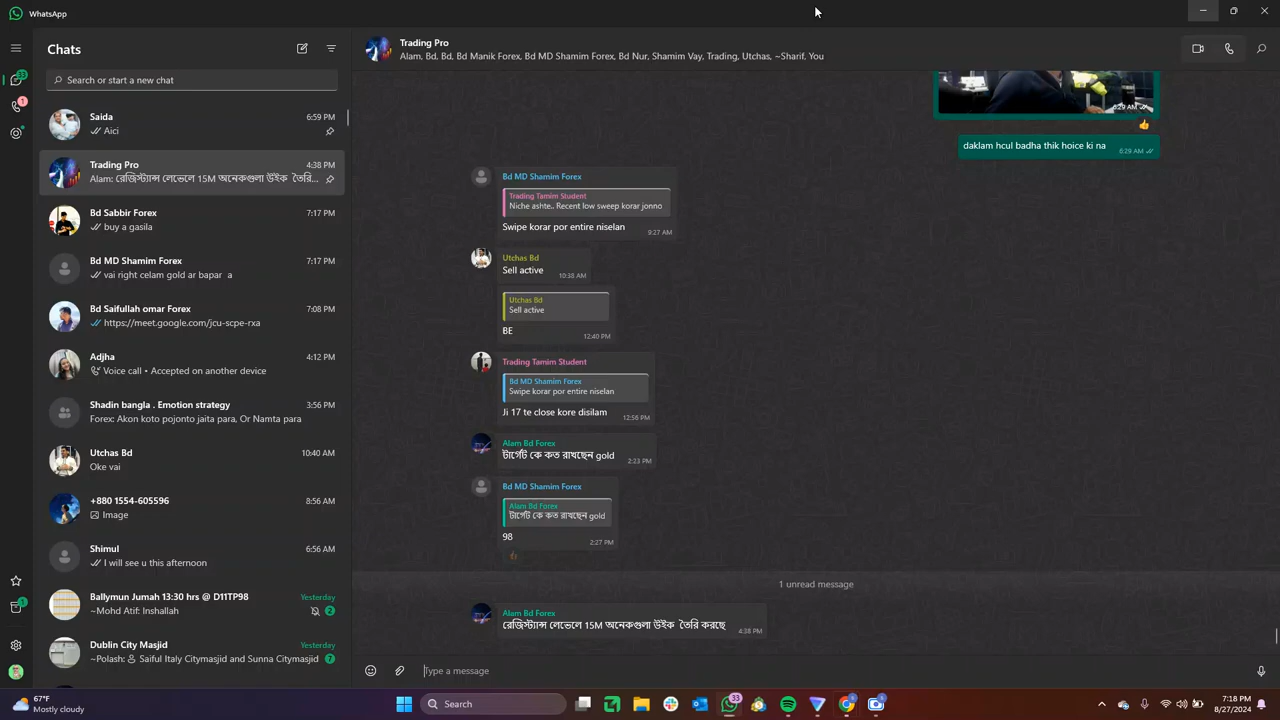 WhatsApp
Chats
Search or start a new chat
Saida
6:59 PM
Aici
Trading Pro
4:38 PM
Alam: রেজিস্ট্যান্স লেভেলে 15M অনেকগুলা উইক তৈরি...
Bd Sabbir Forex
7:17 PM
buy a gasila
Bd MD Shamim Forex
7:17 PM
vai right celam gold ar bapar a
Bd Saifullah omar Forex
7:08 PM
https://meet.google.com/jcu-scpe-rxa
Adjha
4:12 PM
Voice call • Accepted on another device
Shadin bangla . Emotion strategy
3:56 PM
Forex: Akon koto pojonto jaita para, Or Namta para
Utchas Bd
10:40 AM
Oke vai
+880 1554-605596
8:56 AM
Image
Shimul
6:56 AM
I will see u this afternoon
Ballymun Jumah 13:30 hrs @ D11TP98
Yesterday
~Mohd Atif: Inshallah
2
Dublin City Masjid
Yesterday
~Polash: Saiful Italy Citymasjid and Sunna Citymasjid
7
33
1
1
Trading Pro
Alam, Bd, Bd, Bd Manik Forex, Bd MD Shamim Forex, Bd Nur, Shamim Vay, Trading, Utchas, ~Sharif, You
6:29 AM
daklam hcul badha thik hoice ki na
6:29 AM
Bd MD Shamim Forex
Trading Tamim Student
Niche ashte.. Recent low sweep korar jonno
Swipe korar por entire niselan
9:27 AM
Utchas Bd
Sell active
10:38 AM
Utchas Bd
Sell active
BE
12:40 PM
Trading Tamim Student
Bd MD Shamim Forex
Swipe korar por entire niselan
Ji 17 te close kore disilam
12:56 PM
Alam Bd Forex
টার্গেট কে কত রাখছেন gold
2:23 PM
Bd MD Shamim Forex
Alam Bd Forex
টার্গেট কে কত রাখছেন gold
98
2:27 PM
1 unread message
Alam Bd Forex
রেজিস্ট্যান্স লেভেলে 15M অনেকগুলা উইক তৈরি করছে
4:38 PM
Type a message
67°F
Mostly cloudy
Search
33
7:18 PM
8/27/2024